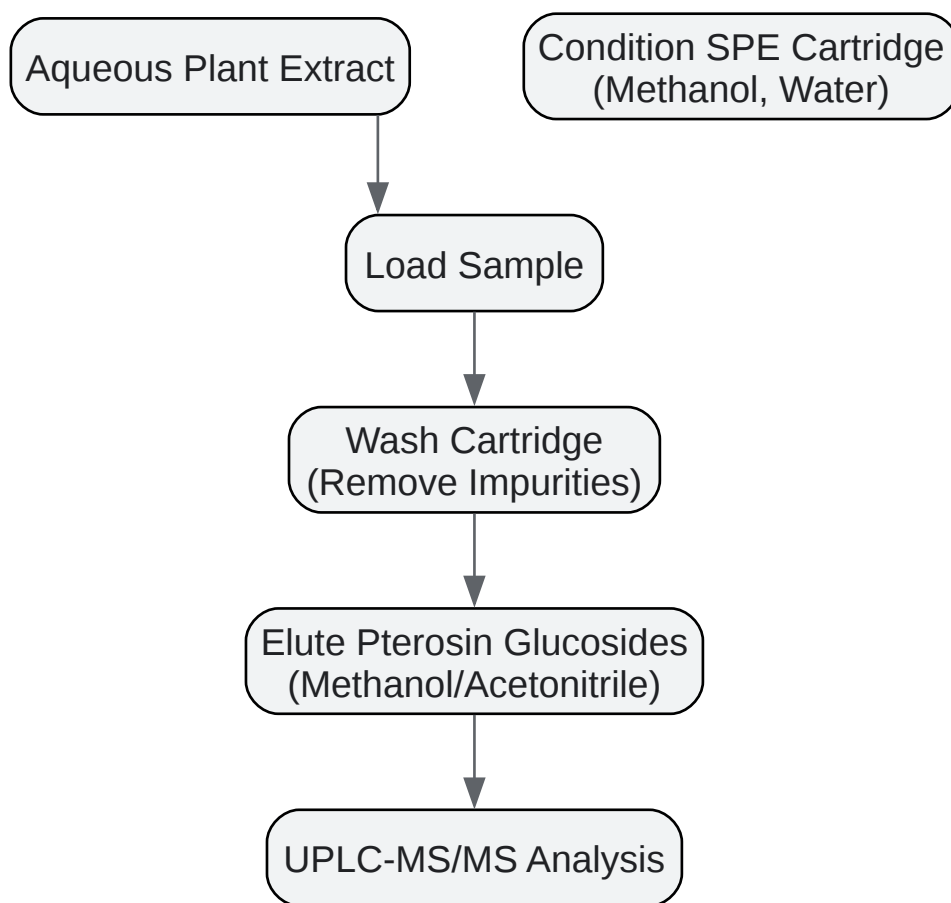 Aqueous Plant Extract
Condition SPE Cartridge
(Methanol, Water)
Load Sample
Wash Cartridge
(Remove Impurities)
Elute Pterosin Glucosides
(Methanol/Acetonitrile)
UPLC-MS/MS Analysis